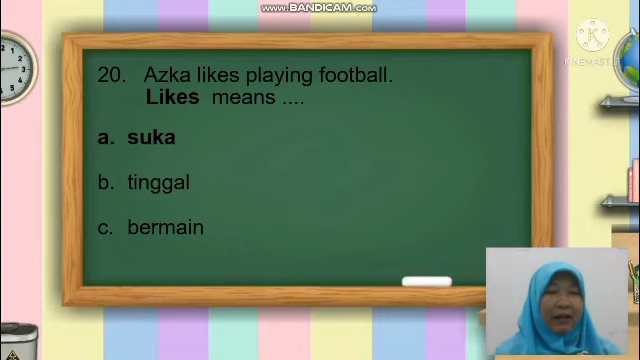 www.BANDICAM.com
KINEMASTER
20. Azka likes playing football.
Likes means ....
a. suka
b. tinggal
c. bermain